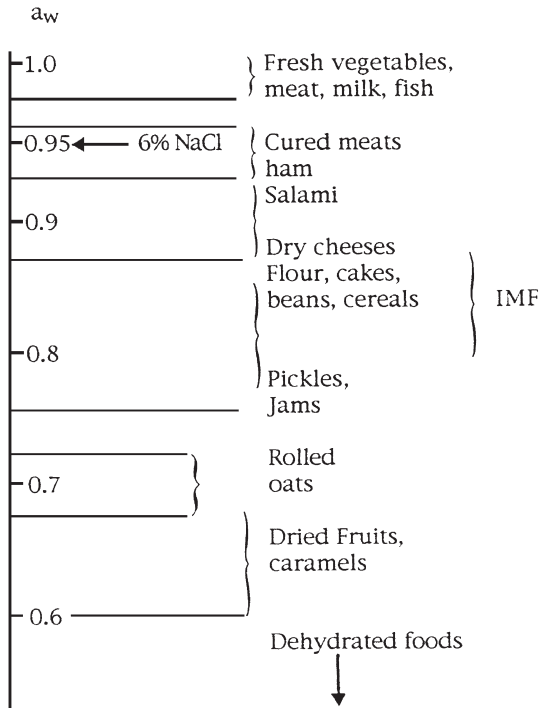 aw
1.0
Fresh vegetables,
meat, milk, fish
0.95
6% NaCl
Cured meats
ham
Salami
0.9
Dry cheeses
Flour, cakes,
beans, cereals
IMF
0.8
Pickles,
Jams
Rolled
oats
0.7
Dried Fruits,
caramels
0.6
Dehydrated foods